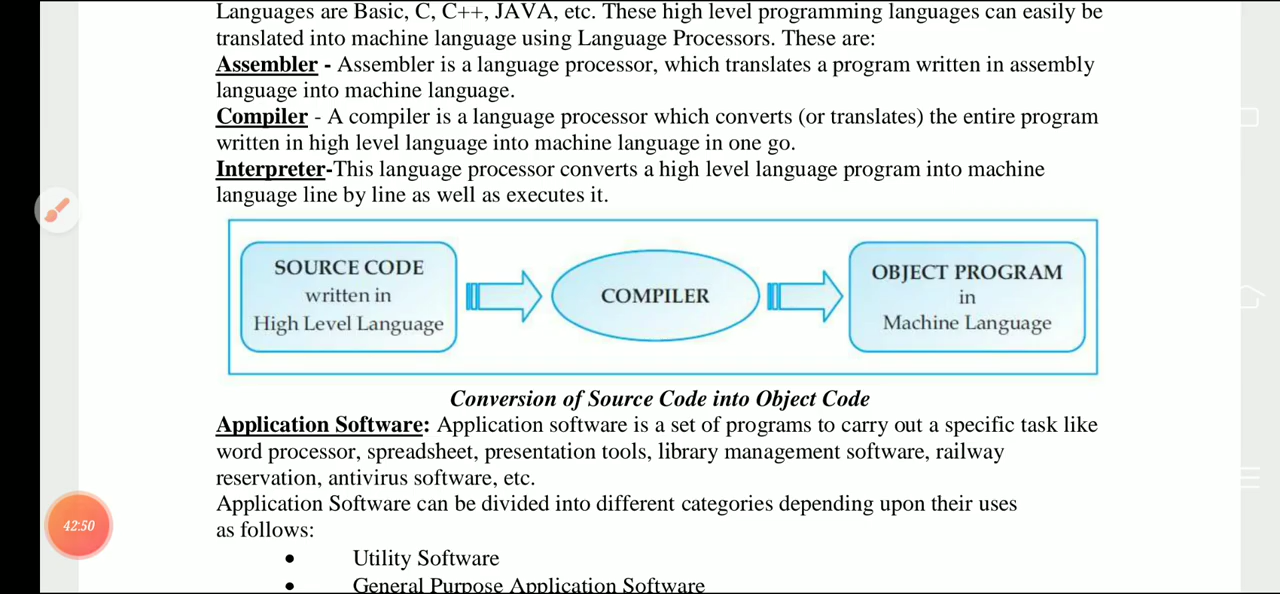 Languages are Basic, C, C++, JAVA, etc. These high level programming languages can easily be
translated into machine language using Language Processors. These are:
Assembler - Assembler is a language processor, which translates a program written in assembly
language into machine language.
Compiler - A compiler is a language processor which converts (or translates) the entire program
written in high level language into machine language in one go.
Interpreter-This language processor converts a high level language program into machine
language line by line as well as executes it.
SOURCE CODE
written in
High Level Language
COMPILER
OBJECT PROGRAM
in
Machine Language
Conversion of Source Code into Object Code
Application Software: Application software is a set of programs to carry out a specific task like
word processor, spreadsheet, presentation tools, library management software, railway
reservation, antivirus software, etc.
Application Software can be divided into different categories depending upon their uses
as follows:
• Utility Software
• General Purpose Application Software
42:50